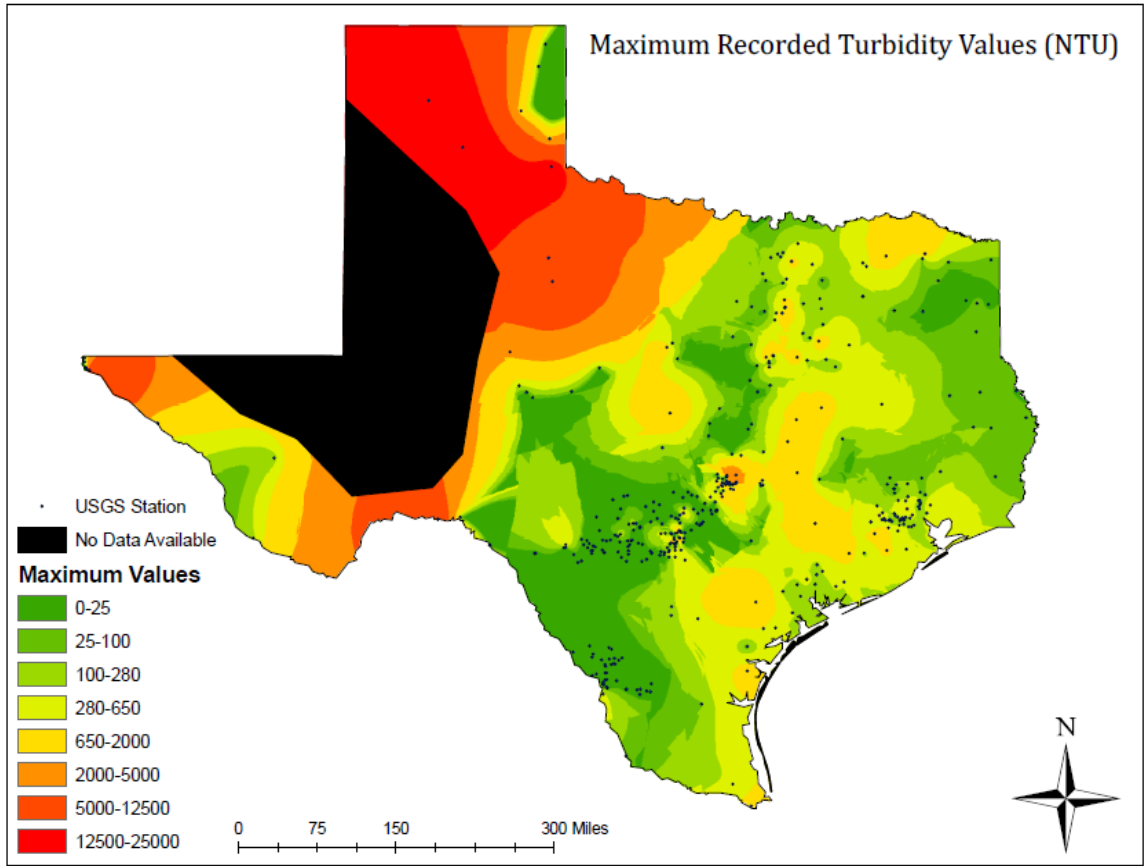 Maximum Recorded Turbidity Values (NTU)
USGS Station
No Data Available
Maximum Values
0-25
25-100
100-280
280-650
650-2000
2000-5000
5000-12500
12500-25000
0 75 150 300 Miles
N